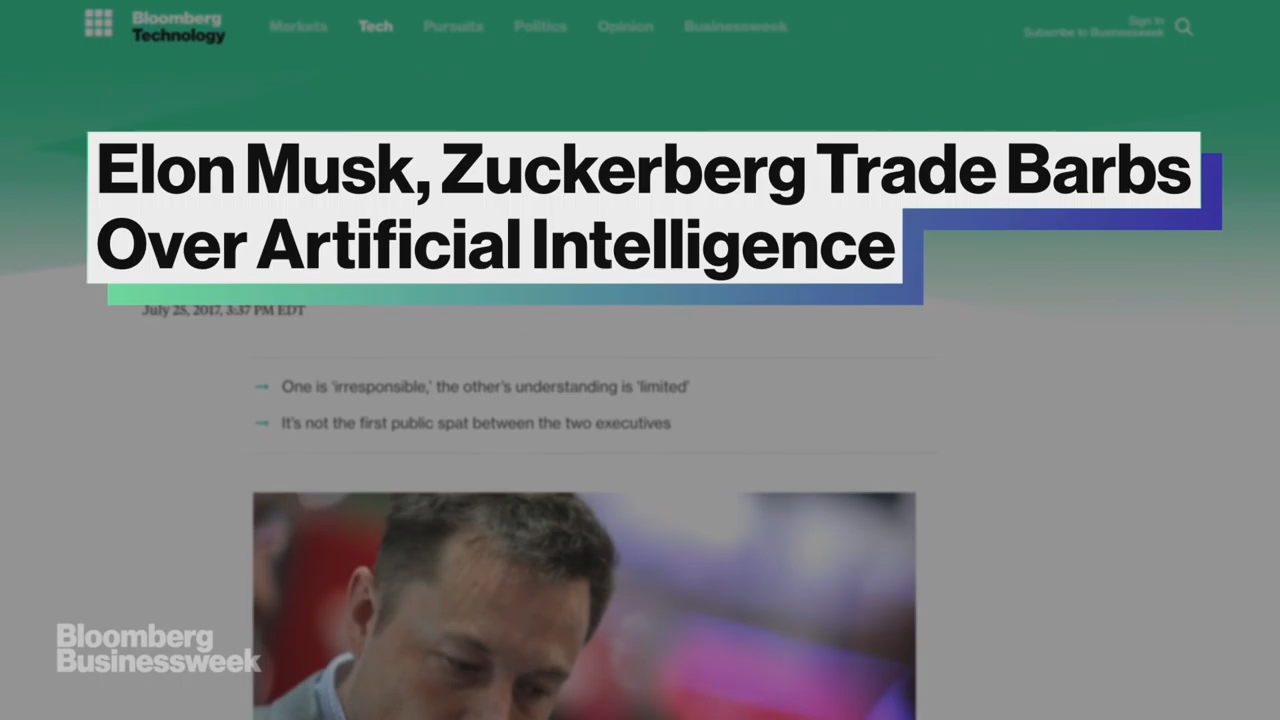 Bloomberg
Technology
Markets Tech Pursuits Politics Opinion Businessweek
Sign In
Subscribe to Businessweek
Elon Musk, Zuckerberg Trade Barbs
Over Artificial Intelligence
July 25, 2017, 3:37 PM EDT
→ One is 'irresponsible,' the other's understanding is 'limited'
→ It's not the first public spat between the two executives
Bloomberg
Businessweek